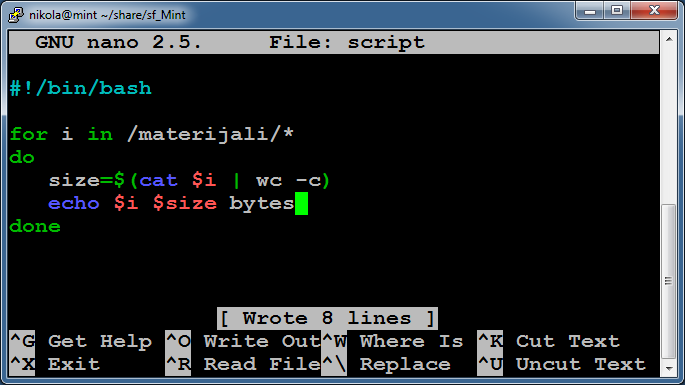 nikola@mint ~/share/sf_Mint
GNU nano 2.5. File: script
#!/bin/bash
for i in /materijali/*
do
size=$(cat $i | wc -c)
echo $i $size bytes
done
[ Wrote 8 lines ]
^G Get Help ^O Write Out ^W Where Is ^K Cut Text
^X Exit ^R Read File ^\ Replace ^U Uncut Text